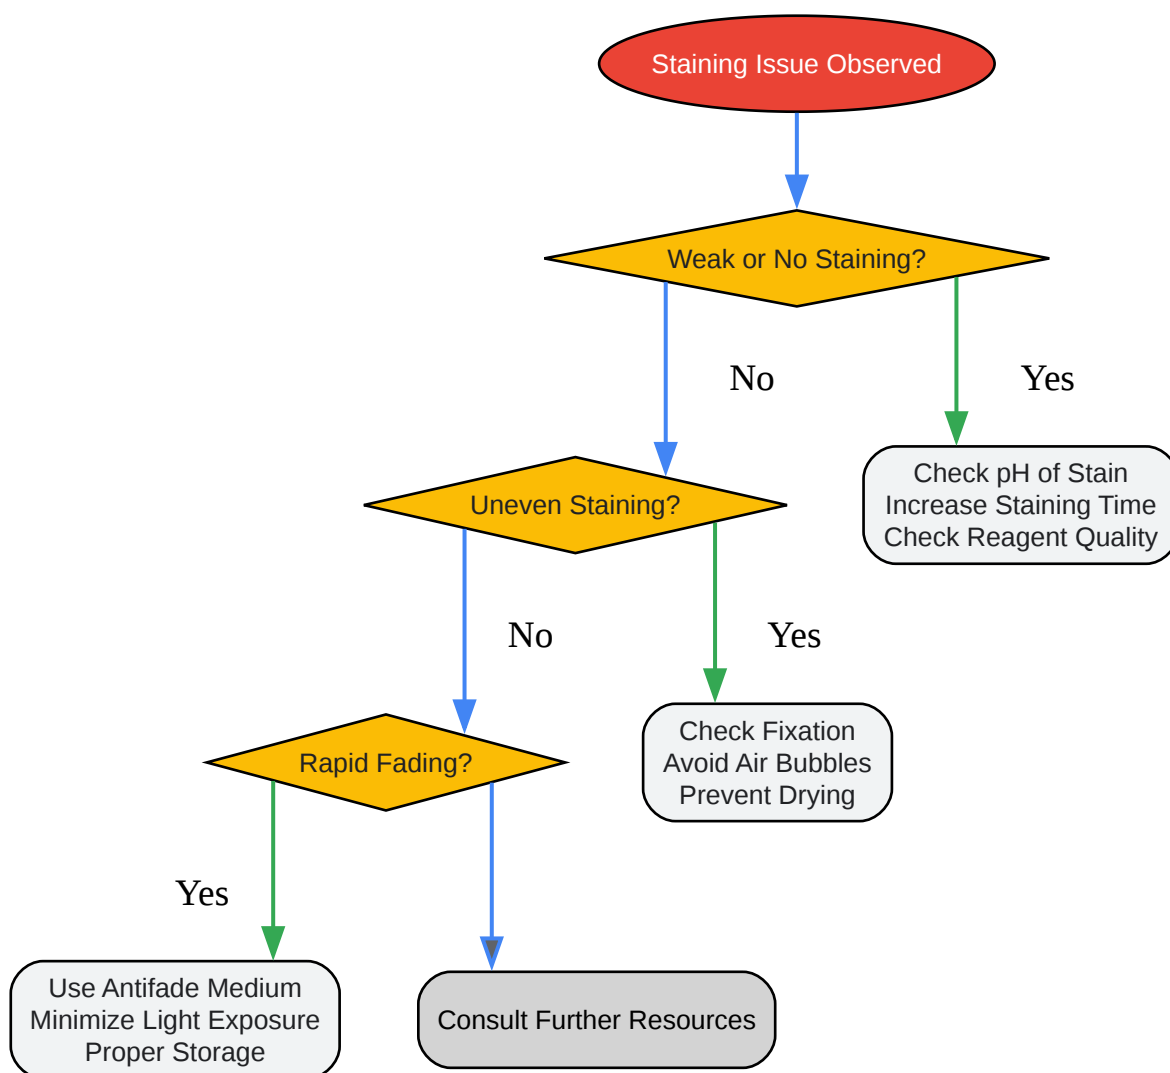 Staining Issue Observed
Weak or No Staining?
No
Yes
Check pH of Stain
Increase Staining Time
Check Reagent Quality
Uneven Staining?
No
Yes
Check Fixation
Avoid Air Bubbles
Prevent Drying
Rapid Fading?
Yes
Use Antifade Medium
Minimize Light Exposure
Proper Storage
Consult Further Resources